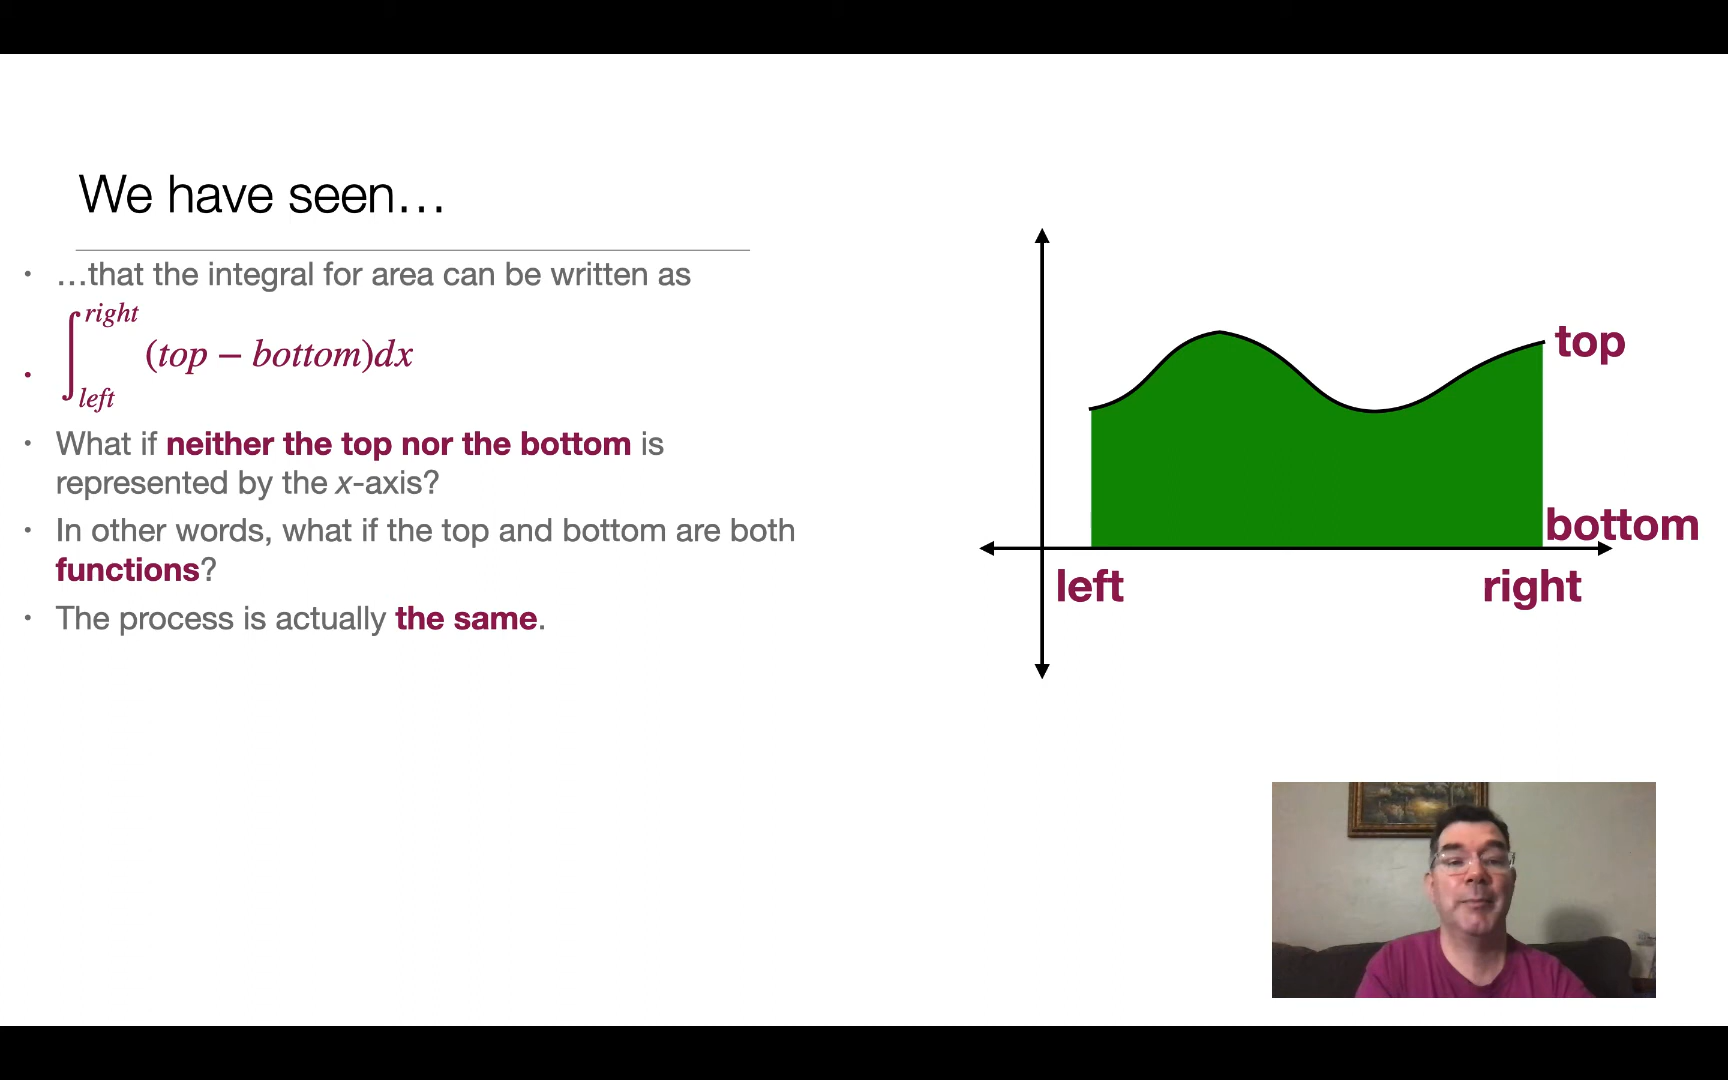 We have seen…
• …that the integral for area can be written as
• ∫_{left}^{right} (top − bottom)dx
• What if neither the top nor the bottom is
represented by the x-axis?
• In other words, what if the top and bottom are both
functions?
• The process is actually the same.
top
bottom
left
right